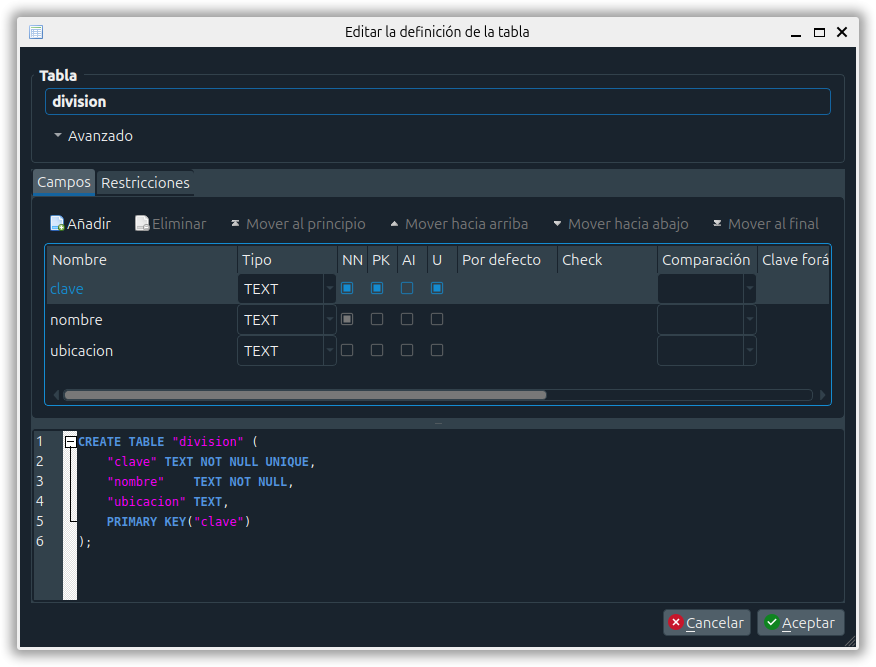 Editar la definición de la tabla
Tabla
division
Avanzado
Campos Restricciones
Añadir Eliminar Mover al principio Mover hacia arriba Mover hacia abajo Mover al final
Nombre Tipo NN PK AI U Por defecto Check Comparación Clave forá
clave TEXT
nombre TEXT
ubicacion TEXT
1 CREATE TABLE "division" (
2 "clave" TEXT NOT NULL UNIQUE,
3 "nombre" TEXT NOT NULL,
4 "ubicacion" TEXT,
5 PRIMARY KEY("clave")
6 );
Cancelar Aceptar